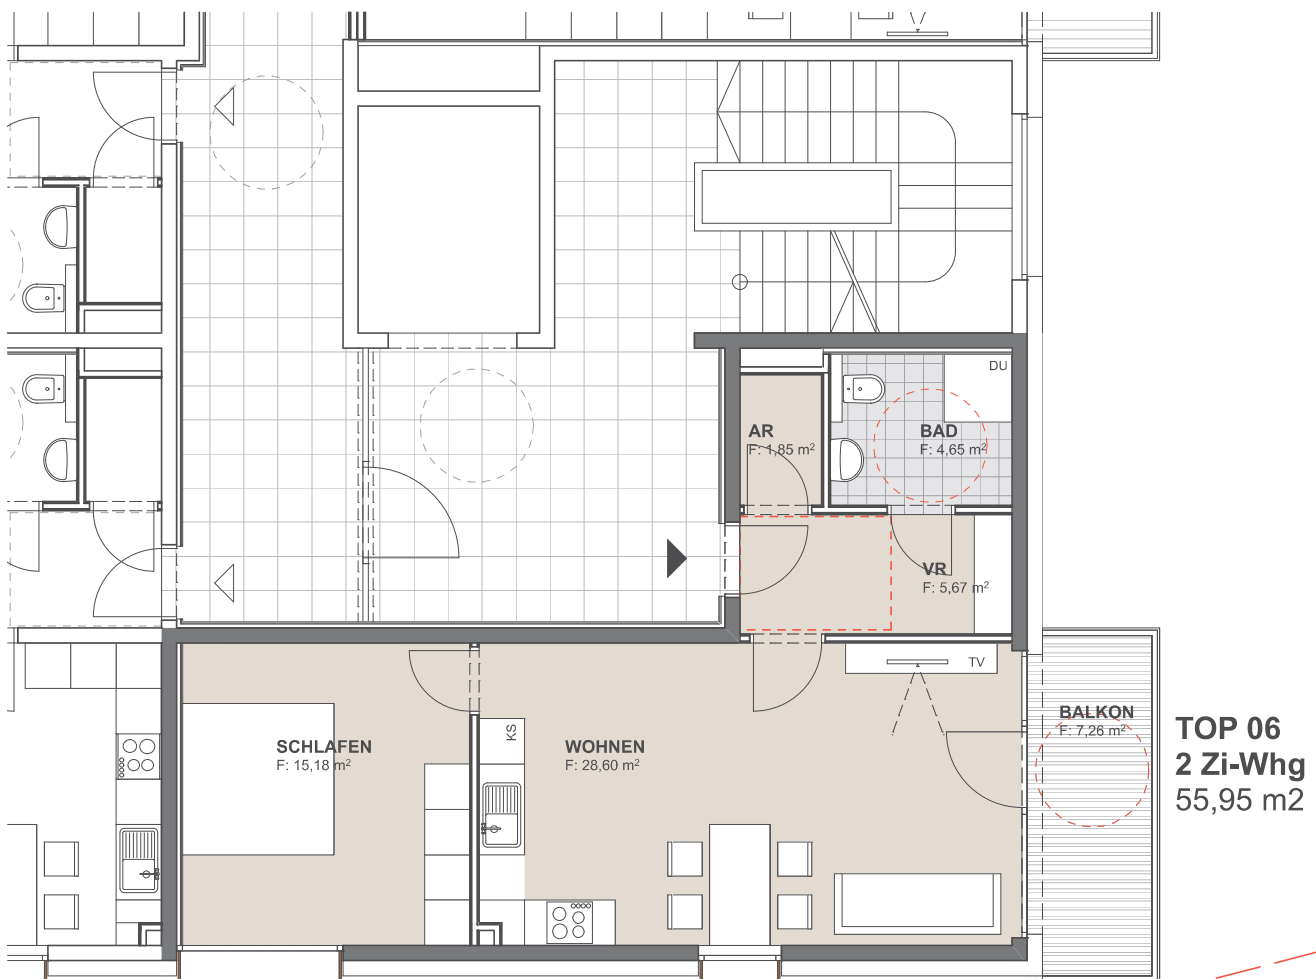 DU
AR
F: 1,85 m²
BAD
F: 4,65 m²
VR
F: 5,67 m²
TV
KS
SCHLAFEN
F: 15,18 m²
WOHNEN
F: 28,60 m²
BALKON
F: 7,26 m²
TOP 06
2 Zi-Whg
55,95 m2